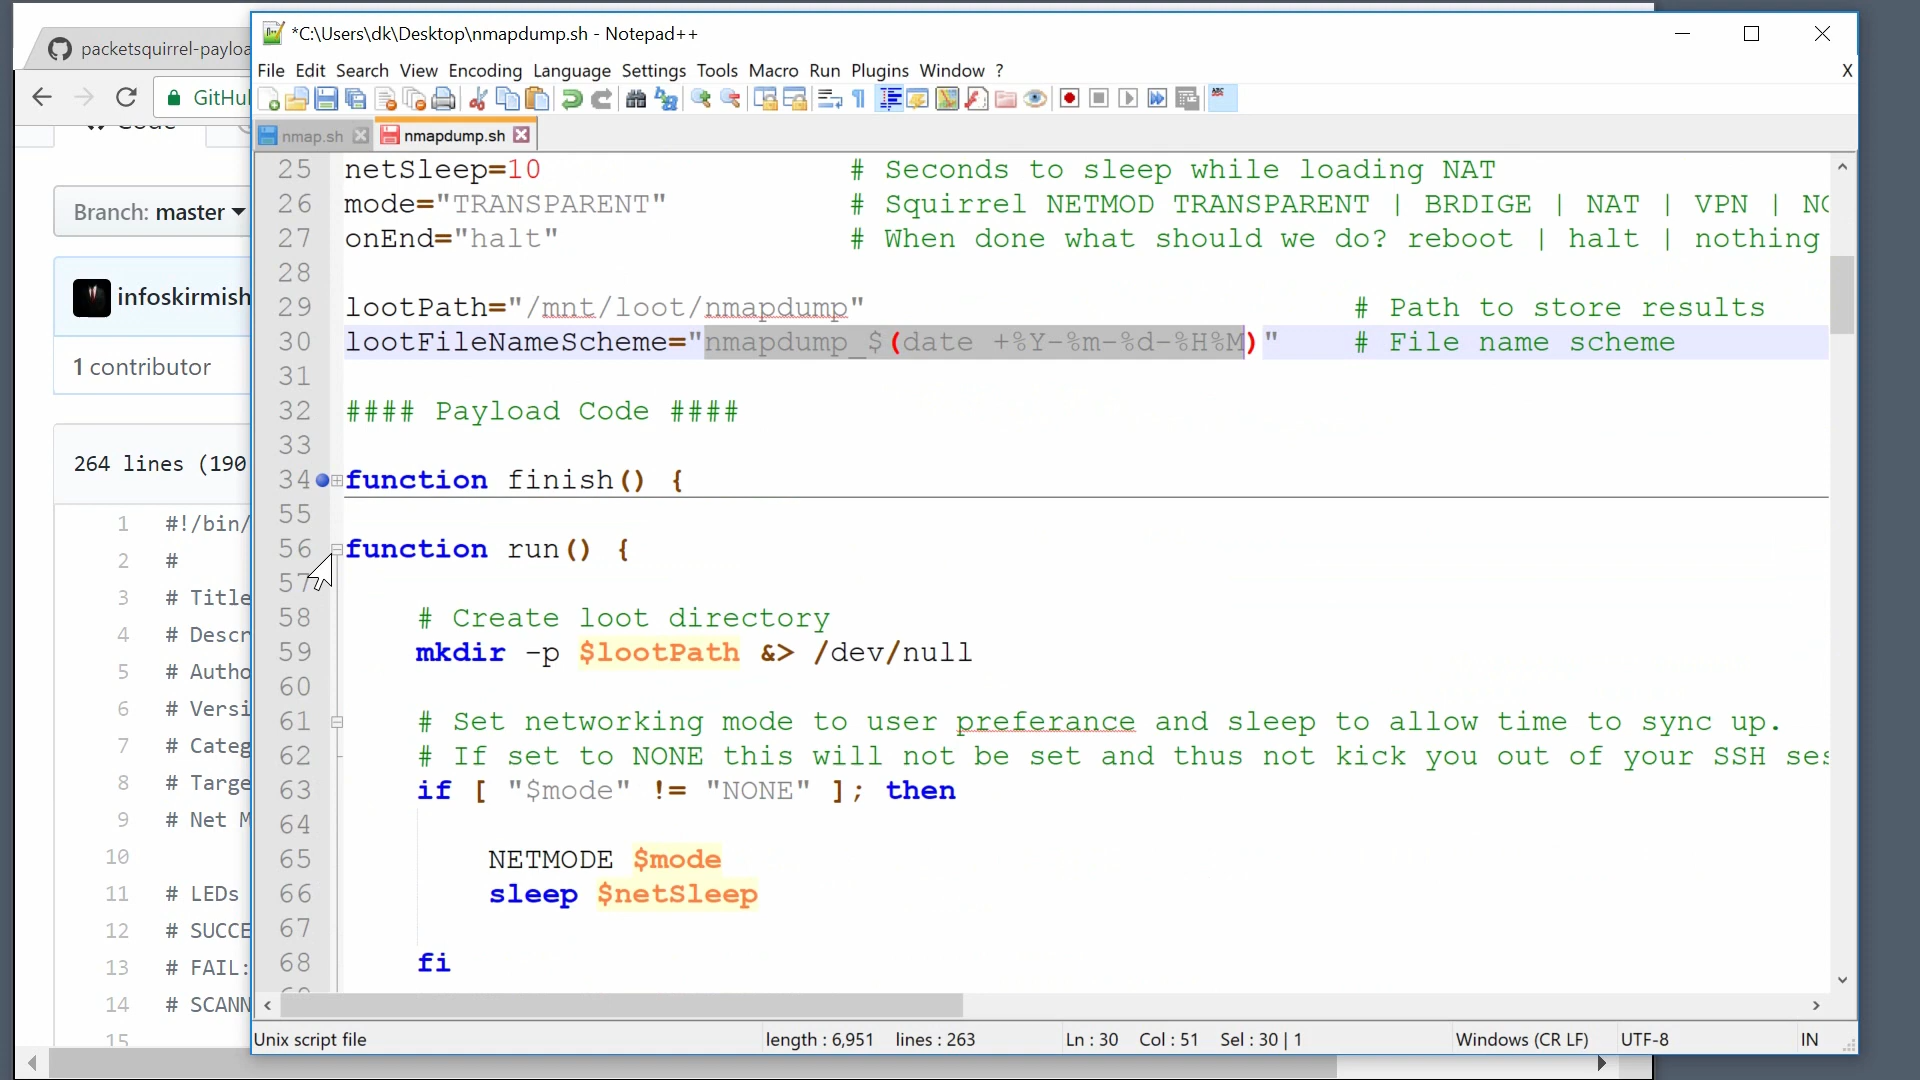 packetsquirrel-payloa
*C:\Users\dk\Desktop\nmapdump.sh - Notepad++
File Edit Search View Encoding Language Settings Tools Macro Run Plugins Window ? X
GitHu
nmap.sh nmapdump.sh
Code
Branch: master
infoskirmish
1 contributor
264 lines (190
1 #!/bin/
2 #
3 # Title
4 # Descr
5 # Autho
6 # Versi
7 # Categ
8 # Targe
9 # Net M
10
11 # LEDs
12 # SUCCE
13 # FAIL:
14 # SCANN
15
25 netSleep=10 # Seconds to sleep while loading NAT
26 mode="TRANSPARENT" # Squirrel NETMOD TRANSPARENT | BRDIGE | NAT | VPN | NO
27 onEnd="halt" # When done what should we do? reboot | halt | nothing
28
29 lootPath="/mnt/loot/nmapdump" # Path to store results
30 lootFileNameScheme="nmapdump_$(date +%Y-%m-%d-%H%M)" # File name scheme
31
32 #### Payload Code ####
33
34 function finish() {
55
56 function run() {
57
58 # Create loot directory
59 mkdir -p $lootPath &> /dev/null
60
61 # Set networking mode to user preferance and sleep to allow time to sync up.
62 # If set to NONE this will not be set and thus not kick you out of your SSH ses
63 if [ "$mode" != "NONE" ]; then
64
65 NETMODE $mode
66 sleep $netSleep
67
68 fi
Unix script file length : 6,951 lines : 263 Ln : 30 Col : 51 Sel : 30 | 1 Windows (CR LF) UTF-8 IN